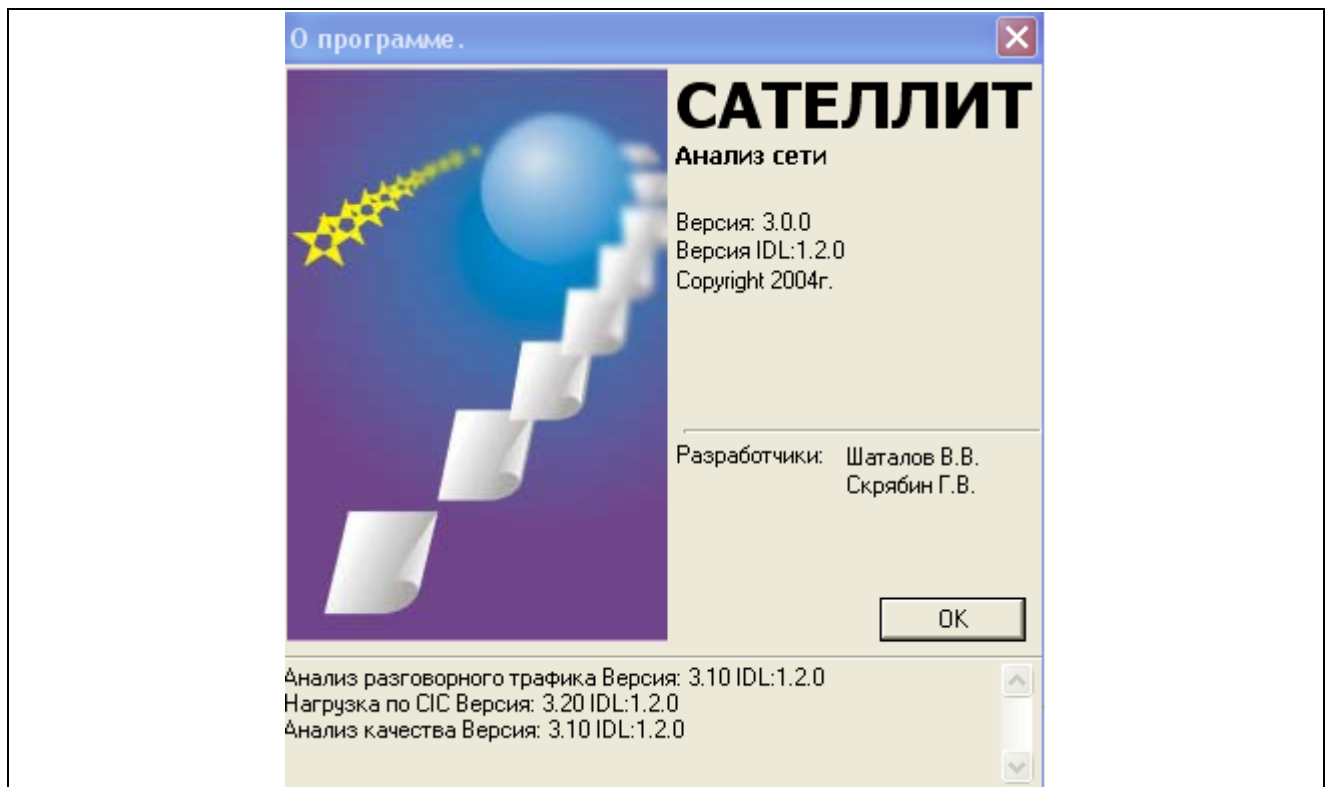 О программе.
САТЕЛЛИТ
Анализ сети
Версия: 3.0.0
Версия IDL:1.2.0
Copyright 2004г.
Разработчики: Шаталов В.В.
Скрябин Г.В.
OK
Анализ разговорного трафика Версия: 3.10 IDL:1.2.0
Нагрузка по CIC Версия: 3.20 IDL:1.2.0
Анализ качества Версия: 3.10 IDL:1.2.0